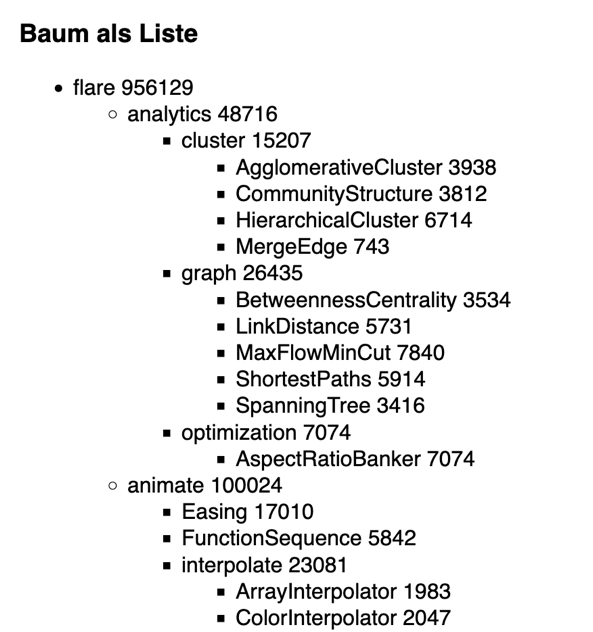 Baum als Liste
flare 956129
analytics 48716
cluster 15207
AgglomerativeCluster 3938
CommunityStructure 3812
HierarchicalCluster 6714
MergeEdge 743
graph 26435
BetweennessCentrality 3534
LinkDistance 5731
MaxFlowMinCut 7840
ShortestPaths 5914
SpanningTree 3416
optimization 7074
AspectRatioBanker 7074
animate 100024
Easing 17010
FunctionSequence 5842
interpolate 23081
ArrayInterpolator 1983
ColorInterpolator 2047